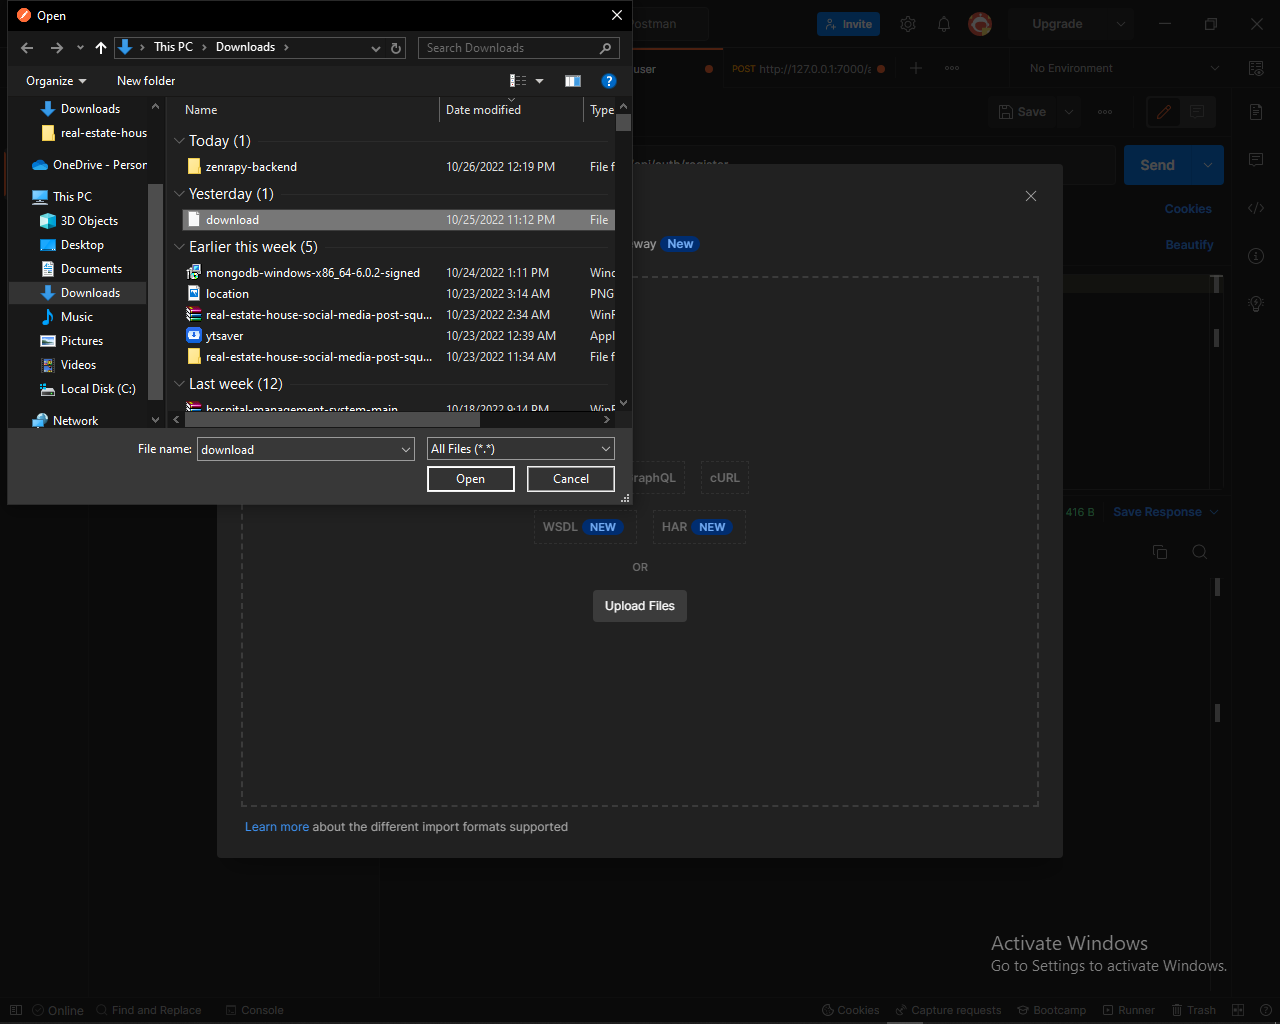 Open
This PC
Downloads
Search Downloads
Organize
New folder
Downloads
real-estate-hous
OneDrive - Person
This PC
3D Objects
Desktop
Documents
Downloads
Music
Pictures
Videos
Local Disk (C:)
Network
Name Date modified Type
Today (1)
zenrapy-backend 10/26/2022 12:19 PM File f
Yesterday (1)
download 10/25/2022 11:12 PM File
Earlier this week (5)
mongodb-windows-x86_64-6.0.2-signed 10/24/2022 1:11 PM Winc
location 10/23/2022 3:14 AM PNG
real-estate-house-social-media-post-squ... 10/23/2022 2:34 AM WinF
ytsaver 10/23/2022 12:39 AM Appl
real-estate-house-social-media-post-squ... 10/23/2022 11:34 AM File f
Last week (12)
hospital-management-system-main 10/18/2022 9:14 PM WinF
File name: download All Files (*.*)
Open Cancel
Postman
Invite
Upgrade
user
POST http://127.0.0.1:7000/a
No Environment
Save
/api/auth/register
Send
Cookies
Beautify
way New
raphQL cURL
WSDL NEW HAR NEW
OR
Upload Files
416 B Save Response
Learn more about the different import formats supported
Activate Windows
Go to Settings to activate Windows.
Online Find and Replace Console Cookies Capture requests Bootcamp Runner Trash